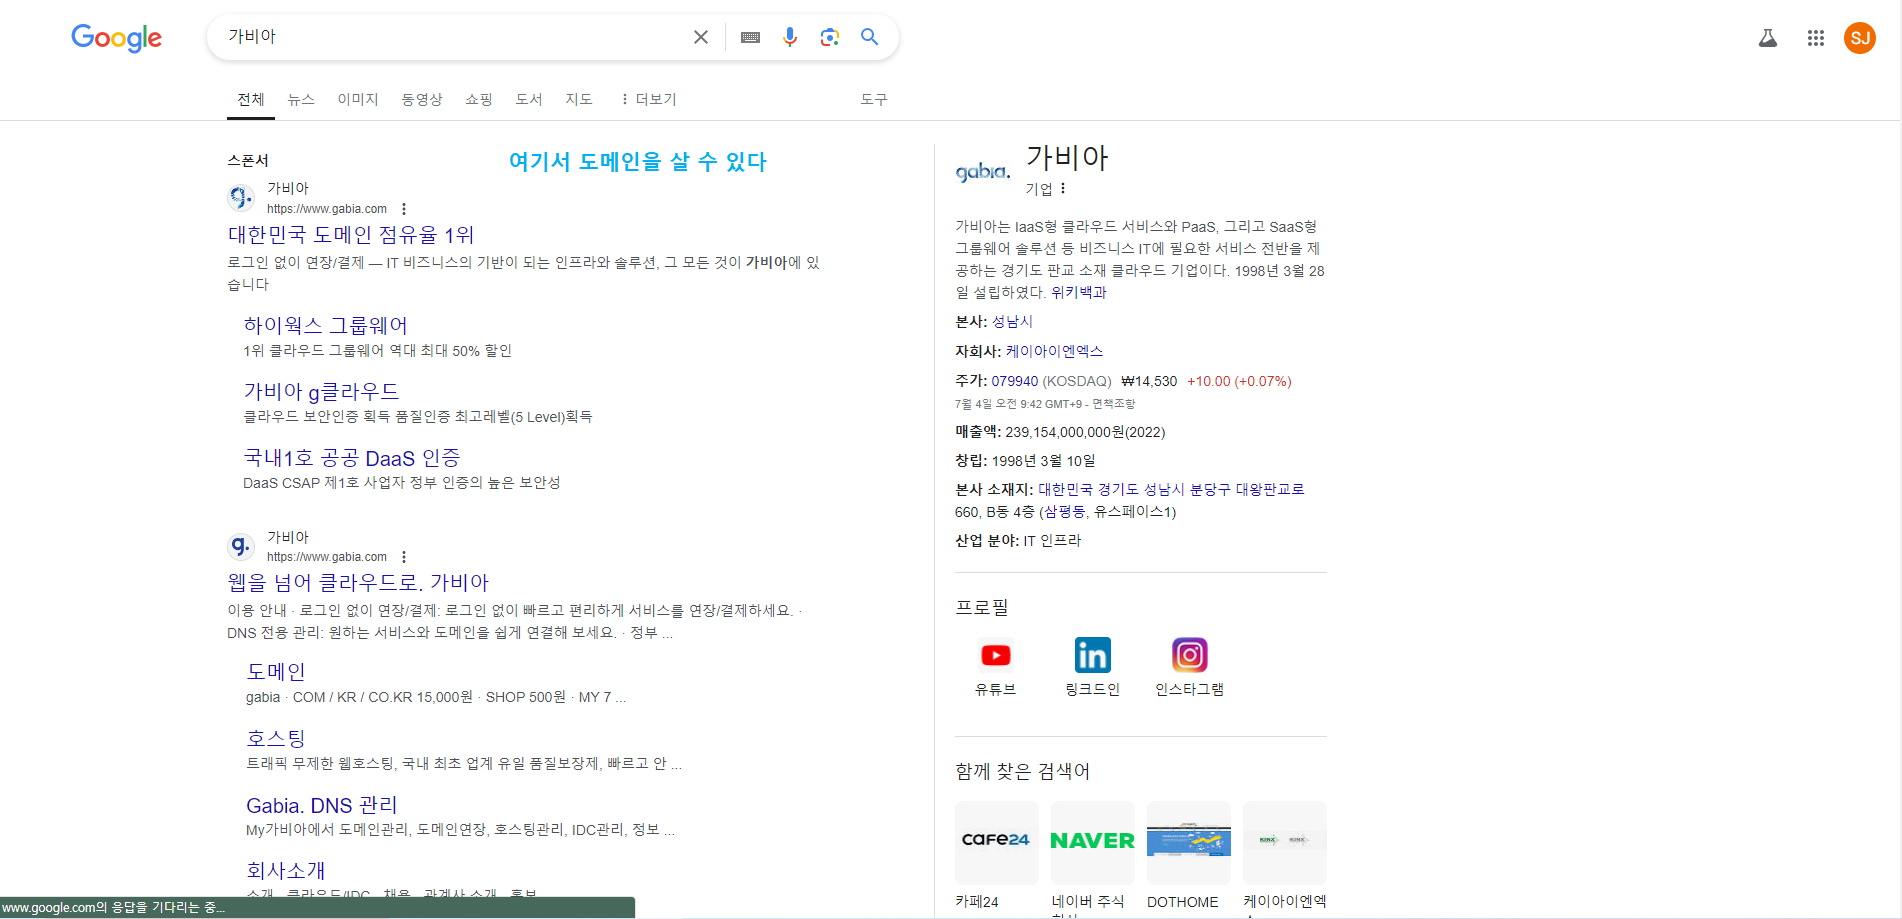 Google
가비아
SJ
전체 뉴스 이미지 동영상 쇼핑 도서 지도 더보기 도구
스폰서
여기서 도메인을 살 수 있다
가비아
https://www.gabia.com
대한민국 도메인 점유율 1위
로그인 없이 연장/결제 — IT 비즈니스의 기반이 되는 인프라와 솔루션, 그 모든 것이 가비아에 있
습니다
하이웍스 그룹웨어
1위 클라우드 그룹웨어 역대 최대 50% 할인
가비아 g클라우드
클라우드 보안인증 획득 품질인증 최고레벨(5 Level)획득
국내1호 공공 DaaS 인증
DaaS CSAP 제1호 사업자 정부 인증의 높은 보안성
g.
가비아
https://www.gabia.com
웹을 넘어 클라우드로. 가비아
이용 안내 · 로그인 없이 연장/결제: 로그인 없이 빠르고 편리하게 서비스를 연장/결제하세요. ·
DNS 전용 관리: 원하는 서비스와 도메인을 쉽게 연결해 보세요. · 정부 ...
도메인
gabia · COM / KR / CO.KR 15,000원 · SHOP 500원 · MY 7 ...
호스팅
트래픽 무제한 웹호스팅, 국내 최초 업계 유일 품질보장제, 빠르고 안 ...
Gabia. DNS 관리
My가비아에서 도메인관리, 도메인연장, 호스팅관리, IDC관리, 정보 ...
회사소개
소개 · 클라우드/IDC · 채용 · 관계사 소개 · 홍보
www.google.com의 응답을 기다리는 중...
gabia.
가비아
기업
가비아는 IaaS형 클라우드 서비스와 PaaS, 그리고 SaaS형
그룹웨어 솔루션 등 비즈니스 IT에 필요한 서비스 전반을 제
공하는 경기도 판교 소재 클라우드 기업이다. 1998년 3월 28
일 설립하였다. 위키백과
본사: 성남시
자회사: 케이아이엔엑스
주가: 079940 (KOSDAQ) ₩14,530 +10.00 (+0.07%)
7월 4일 오전 9:42 GMT+9 - 면책조항
매출액: 239,154,000,000원(2022)
창립: 1998년 3월 10일
본사 소재지: 대한민국 경기도 성남시 분당구 대왕판교로
660, B동 4층 (삼평동, 유스페이스1)
산업 분야: IT 인프라
프로필
유튜브 링크드인 인스타그램
함께 찾은 검색어
CAFE24 NAVER KINX KINX
카페24 네이버 주식 DOTHOME 케이아이엔엑